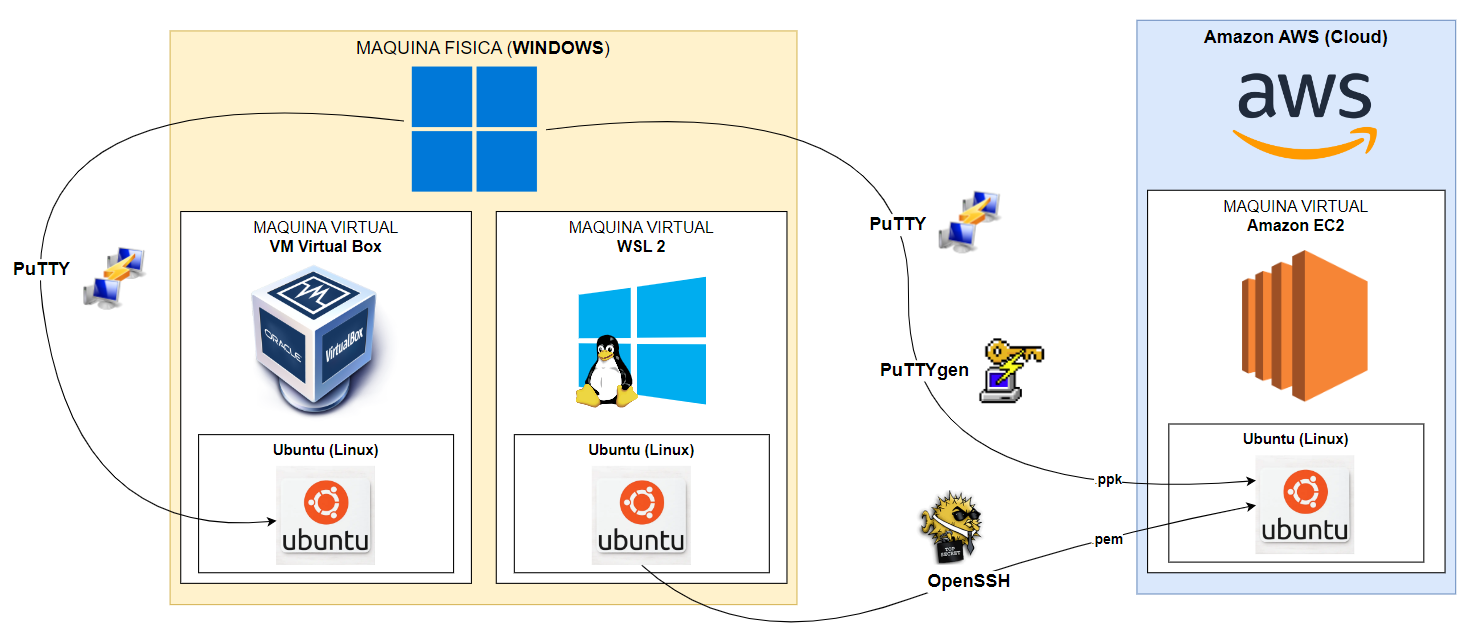 MAQUINA FISICA (WINDOWS)
Amazon AWS (Cloud)
aws
MAQUINA VIRTUAL
VM Virtual Box
ORACLE
VirtualBox
Ubuntu (Linux)
ubuntu
MAQUINA VIRTUAL
WSL 2
Ubuntu (Linux)
ubuntu
MAQUINA VIRTUAL
Amazon EC2
Ubuntu (Linux)
ubuntu
PuTTY
PuTTY
PuTTYgen
ppk
pem
TOP
SECRET
OpenSSH